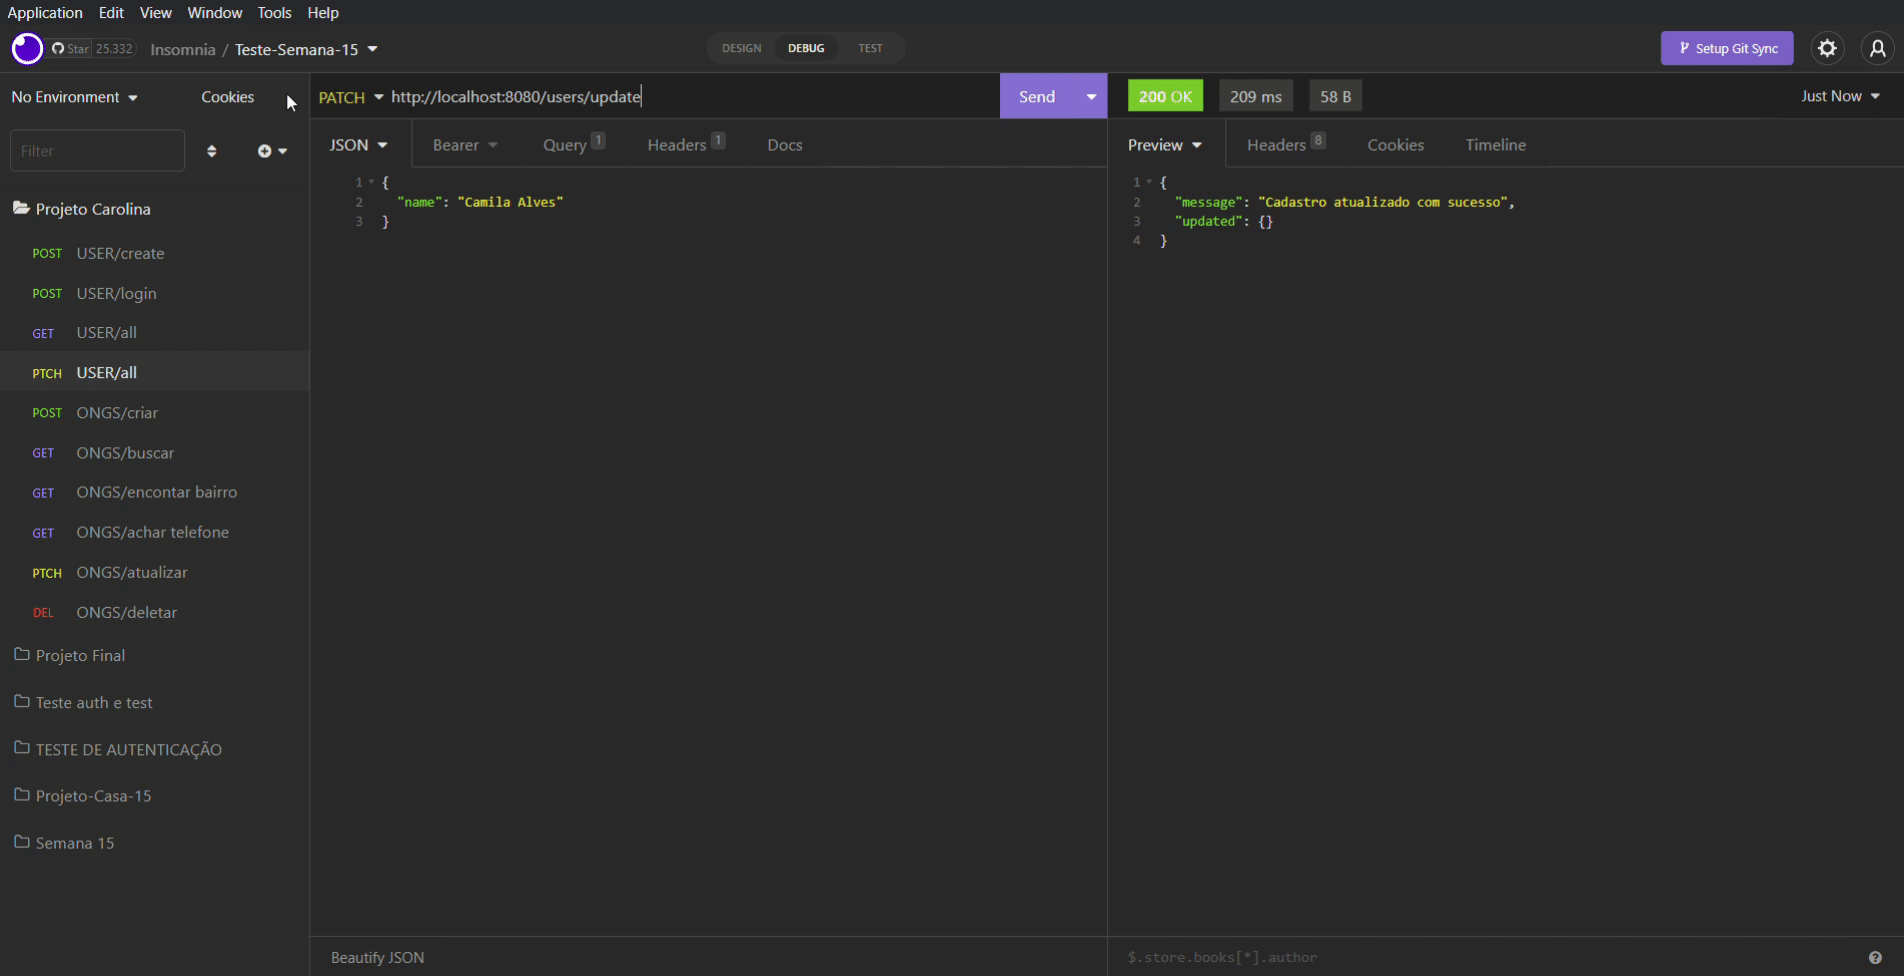 Application Edit View Window Tools Help
Star 25.332 Insomnia / Teste-Semana-15 DESIGN DEBUG TEST Setup Git Sync
No Environment Cookies PATCH http://localhost:8080/users/update Send 200 OK 209 ms 58 B Just Now
Filter JSON Bearer Query 1 Headers 1 Docs Preview Headers 8 Cookies Timeline
1 {
2 "name": "Camila Alves"
3 }
1 {
2 "message": "Cadastro atualizado com sucesso",
3 "updated": {}
4 }
Projeto Carolina
POST USER/create
POST USER/login
GET USER/all
PTCH USER/all
POST ONGS/criar
GET ONGS/buscar
GET ONGS/encontar bairro
GET ONGS/achar telefone
PTCH ONGS/atualizar
DEL ONGS/deletar
Projeto Final
Teste auth e test
TESTE DE AUTENTICAÇÃO
Projeto-Casa-15
Semana 15
Beautify JSON $.store.books[*].author ?